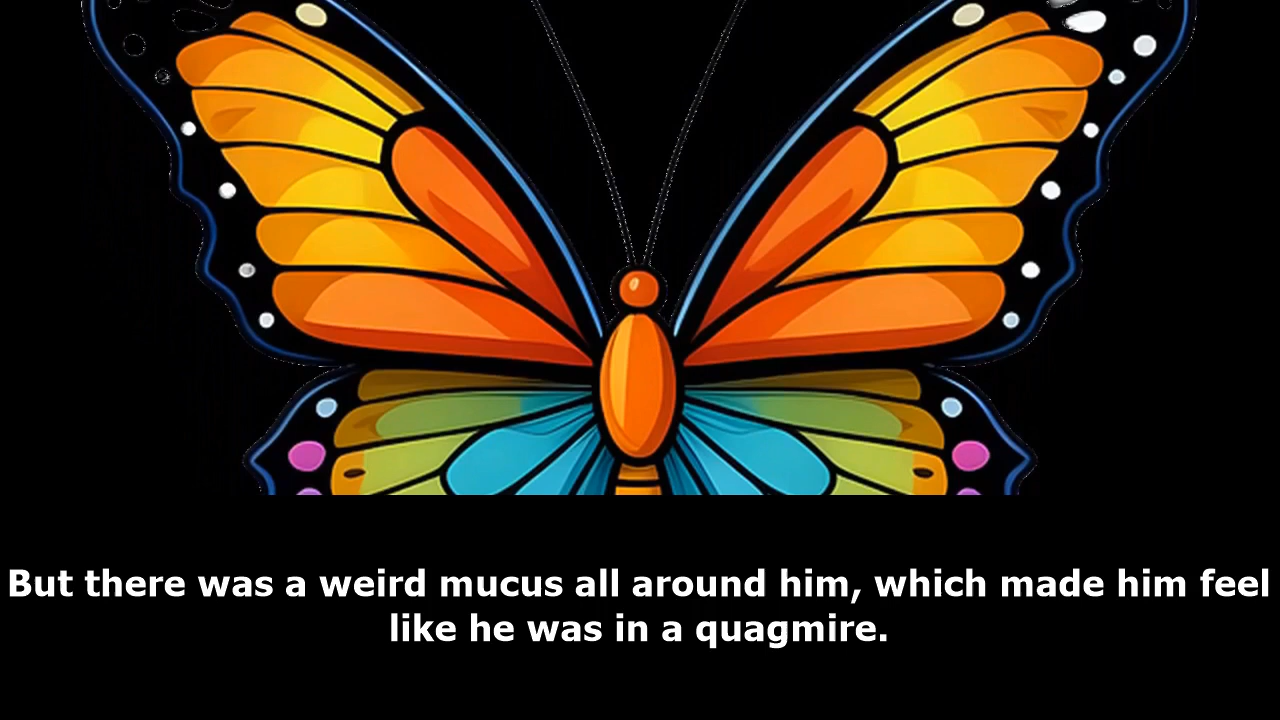 But there was a weird mucus all around him, which made him feel
like he was in a quagmire.